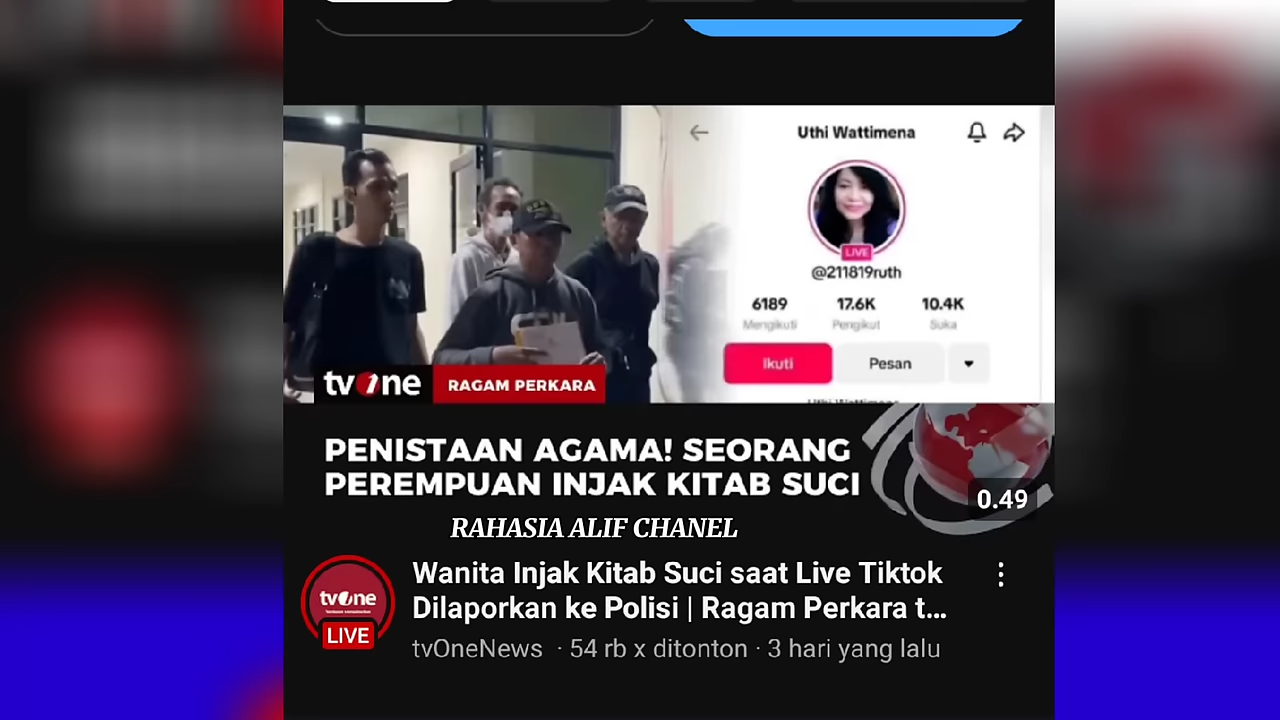 Uthi Wattimena
LIVE
@211819ruth
6189 17.6K 10.4K
Mengikuti Pengikut Suka
Ikuti Pesan
Uthi Wattimena
tvOne RAGAM PERKARA
PENISTAAN AGAMA! SEORANG
PEREMPUAN INJAK KITAB SUCI
0.49
RAHASIA ALIF CHANEL
Wanita Injak Kitab Suci saat Live Tiktok
Dilaporkan ke Polisi | Ragam Perkara t...
tvOne
LIVE
tvOneNews · 54 rb x ditonton · 3 hari yang lalu